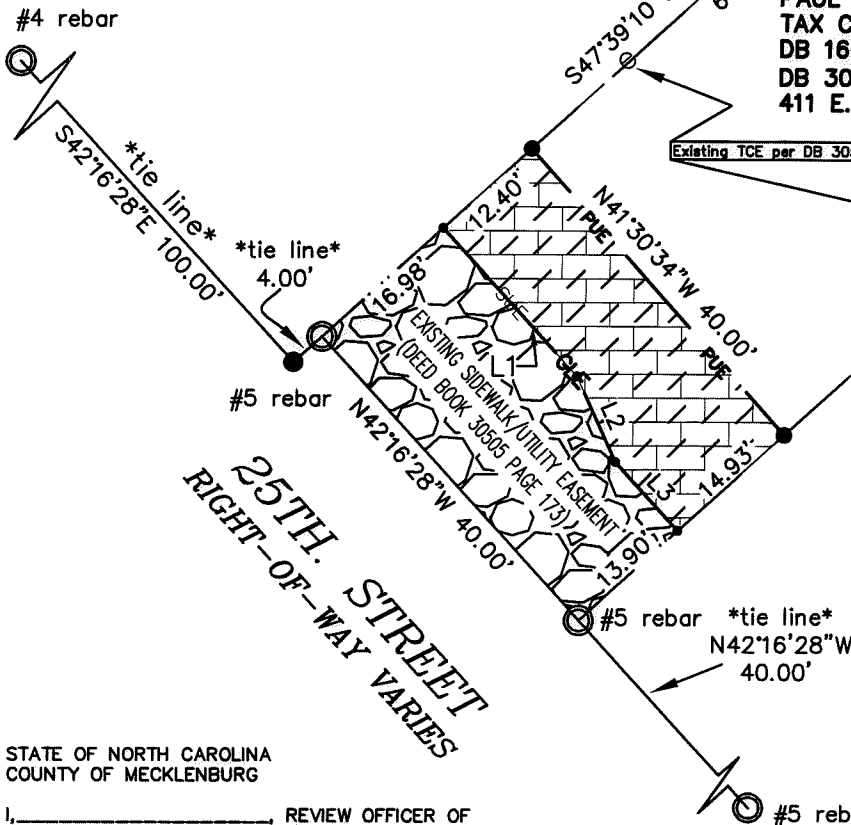 #4 rebar
S47°39'10
PAGE
TAX C
DB 16
DB 30
411 E.
Existing TCE per DB 30
*tie line*
S42°16'28"E 100.00'
*tie line*
4.00'
#5 rebar
12.40'
16.98'
N41°30'34"W 40.00'
PUE
PUE
SUE
L1
L2
L3
EXISTING SIDEWALK/UTILITY EASEMENT
(DEED BOOK 30505 PAGE 173)
14.93'
13.90'
N42°16'28"W 40.00'
25TH. STREET
RIGHT-OF-WAY VARIES
#5 rebar
*tie line*
N42°16'28"W
40.00'
STATE OF NORTH CAROLINA
COUNTY OF MECKLENBURG
I, REVIEW OFFICER OF
#5 reb